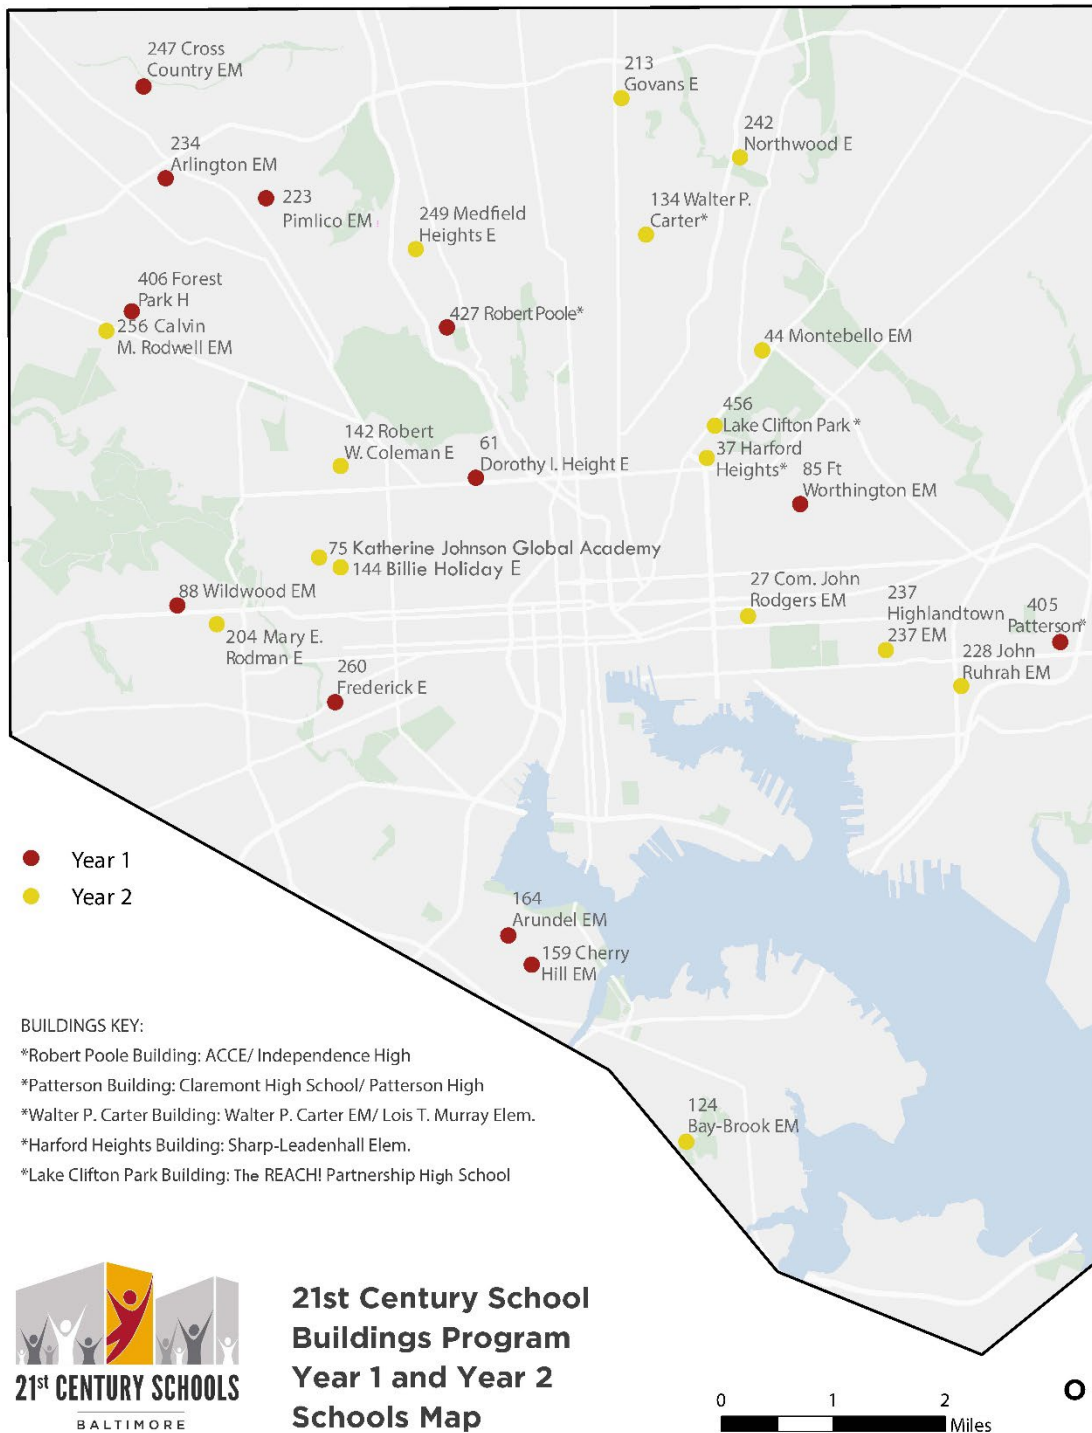 247 Cross
Country EM
213
Govans E
242
Northwood E
234
Arlington EM
223
Pimlico EM
134 Walter P.
Carter*
249 Medfield
Heights E
406 Forest
Park H
256 Calvin
M. Rodwell EM
427 Robert Poole*
44 Montebello EM
456
Lake Clifton Park *
142 Robert
W. Coleman E
61
Dorothy I. Height E
37 Harford
Heights*
85 Ft
Worthington EM
75 Katherine Johnson Global Academy
144 Billie Holiday E
88 Wildwood EM
204 Mary E.
Rodman E
27 Com. John
Rodgers EM
237
Highlandtown
237 EM
405
Patterson*
228 John
Ruhrah EM
260
Frederick E
Year 1
Year 2
164
Arundel EM
159 Cherry
Hill EM
BUILDINGS KEY:
*Robert Poole Building: ACCE/ Independence High
*Patterson Building: Claremont High School/ Patterson High
*Walter P. Carter Building: Walter P. Carter EM/ Lois T. Murray Elem.
*Harford Heights Building: Sharp-Leadenhall Elem.
*Lake Clifton Park Building: The REACH! Partnership High School
124
Bay-Brook EM
21st CENTURY SCHOOLS
BALTIMORE
21st Century School
Buildings Program
Year 1 and Year 2
Schools Map
0 1 2
Miles
O